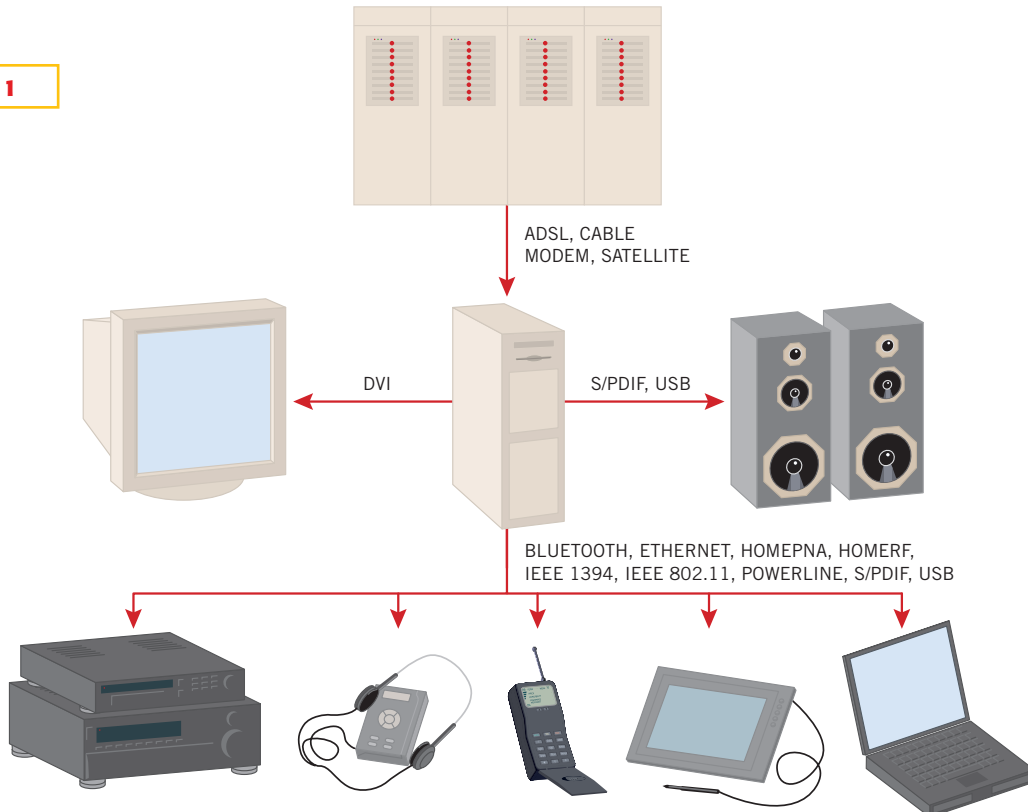 1
ADSL, CABLE
MODEM, SATELLITE
DVI
S/PDIF, USB
BLUETOOTH, ETHERNET, HOMEPNA, HOMERF,
IEEE 1394, IEEE 802.11, POWERLINE, S/PDIF, USB